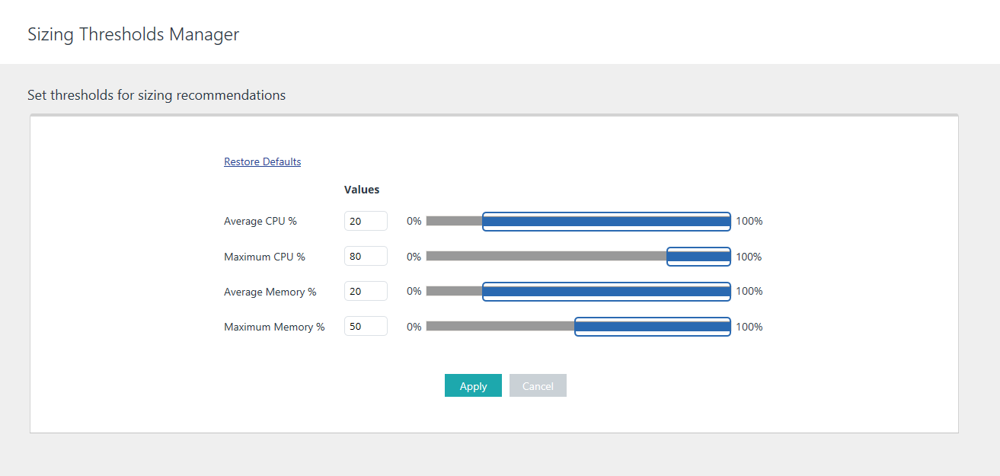 Sizing Thresholds Manager
Set thresholds for sizing recommendations
Restore Defaults
Values
Average CPU % 20 0% 100%
Maximum CPU % 80 0% 100%
Average Memory % 20 0% 100%
Maximum Memory % 50 0% 100%
Apply Cancel